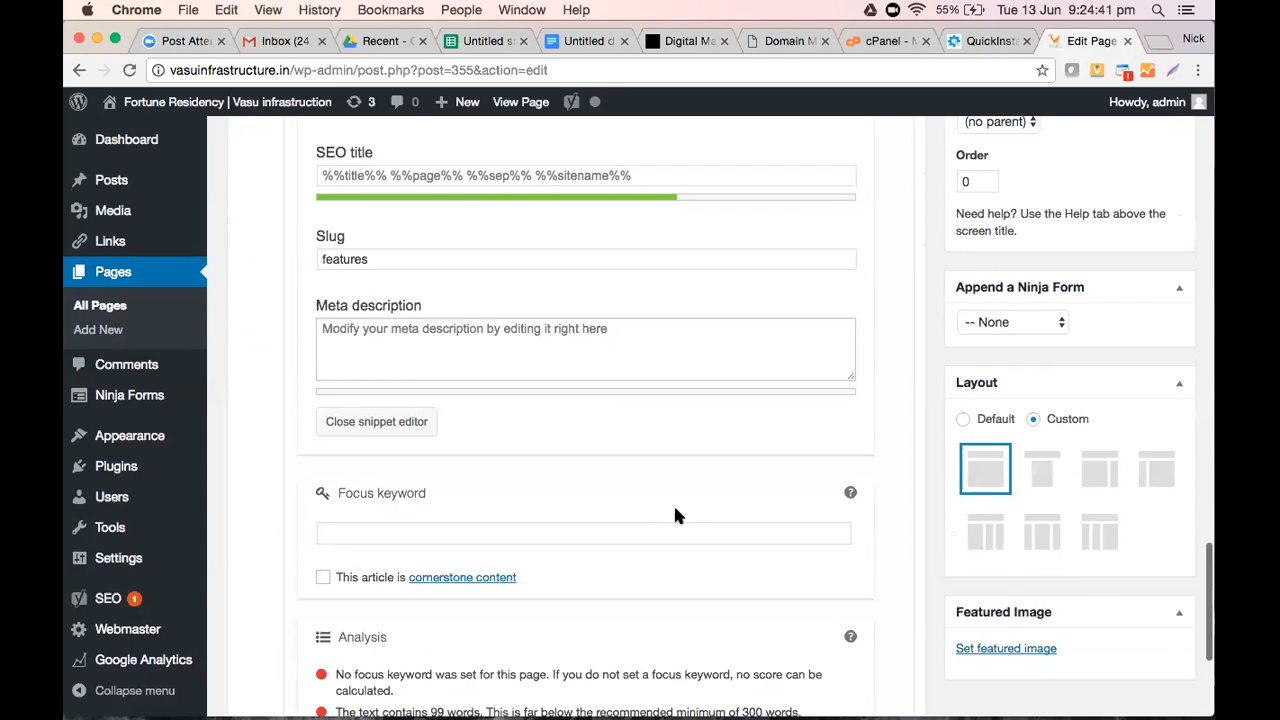 Chrome File Edit View History Bookmarks People Window Help 55% Tue 13 Jun 9:24:41 pm
Post Atter Inbox (24 Recent - G Untitled s Untitled d Digital Ma Domain M cPanel - M QuickInsta Edit Page Nick
vasuinfrastructure.in/wp-admin/post.php?post=355&action=edit
Fortune Residency | Vasu infrastruction 3 0 New View Page Howdy, admin
Dashboard
Posts
Media
Links
Pages
All Pages
Add New
Comments
Ninja Forms
Appearance
Plugins
Users
Tools
Settings
SEO 1
Webmaster
Google Analytics
Collapse menu
SEO title
%%title%% %%page%% %%sep%% %%sitename%%
Slug
features
Meta description
Modify your meta description by editing it right here
Close snippet editor
Focus keyword
This article is cornerstone content
Analysis
No focus keyword was set for this page. If you do not set a focus keyword, no score can be
calculated.
The text contains 99 words. This is far below the recommended minimum of 300 words.
(no parent)
Order
0
Need help? Use the Help tab above the
screen title.
Append a Ninja Form
-- None
Layout
Default Custom
Featured Image
Set featured image